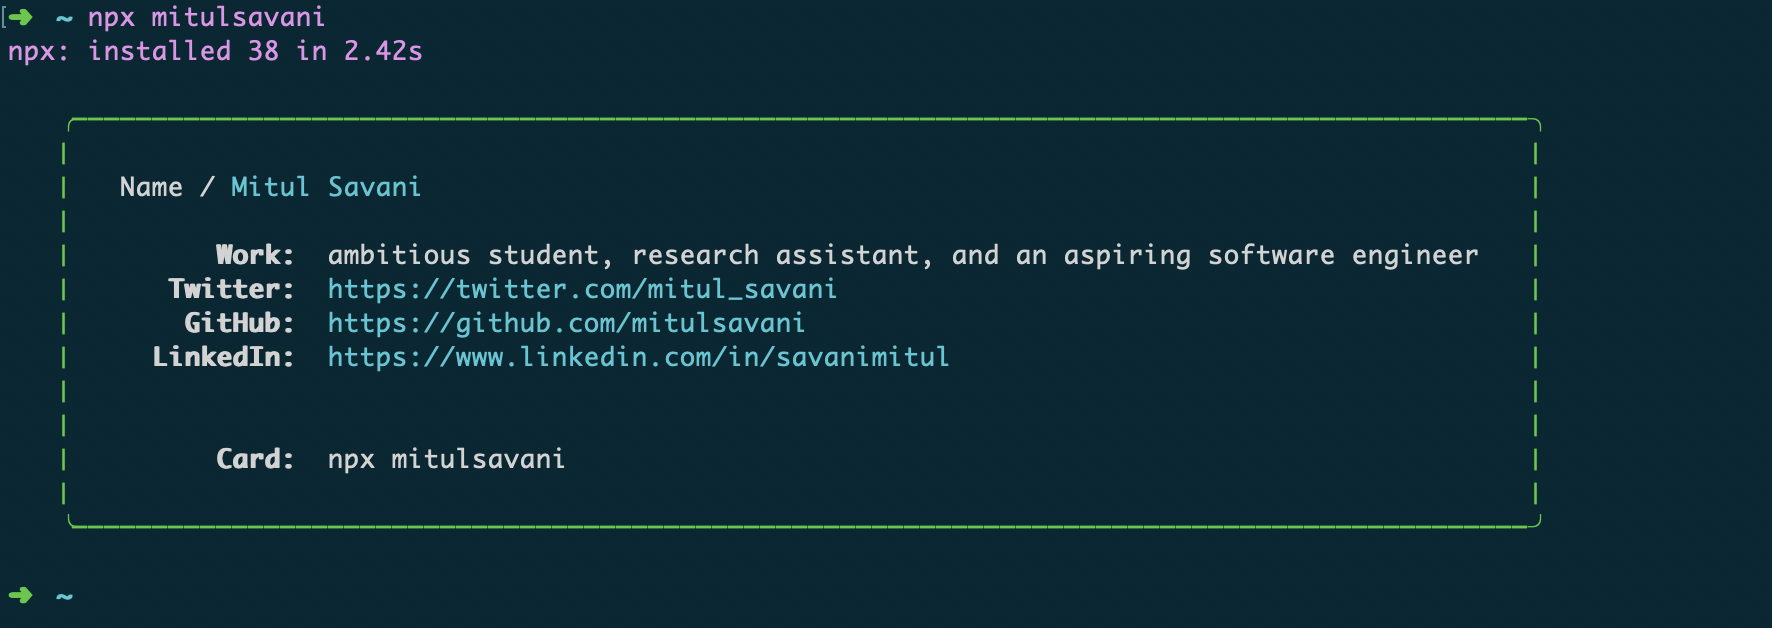 ➜ ~ npx mitulsavani
npx: installed 38 in 2.42s
Name / Mitul Savani
Work: ambitious student, research assistant, and an aspiring software engineer
Twitter: https://twitter.com/mitul_savani
GitHub: https://github.com/mitulsavani
LinkedIn: https://www.linkedin.com/in/savanimitul
Card: npx mitulsavani
➜ ~